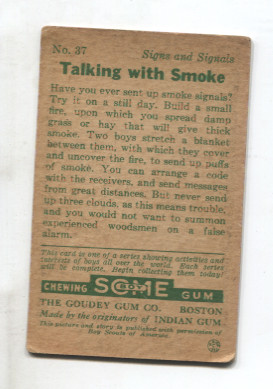 No. 37 Signs and Signals
Talking with Smoke
Have you ever sent up smoke signals?
Try it on a still day. Build a small
fire, upon which you spread damp
grass or hay that will give thick
smoke. Two boys stretch a blanket
between them, with which they cover
and uncover the fire, to send up puffs
of smoke. You can arrange a code
with the receivers, and send messages
from great distances. But never send
up three clouds, as this means trouble,
and you would not want to summon
experienced woodsmen on a false
alarm.
This card is one of a series showing activities and
interests of boys all over the world. Each series
will be complete. Begin collecting them today!
CHEWING GUM
THE GOUDEY GUM CO. BOSTON
Made by the originators of INDIAN GUM
This picture and story is published with permission of
Boy Scouts of America.